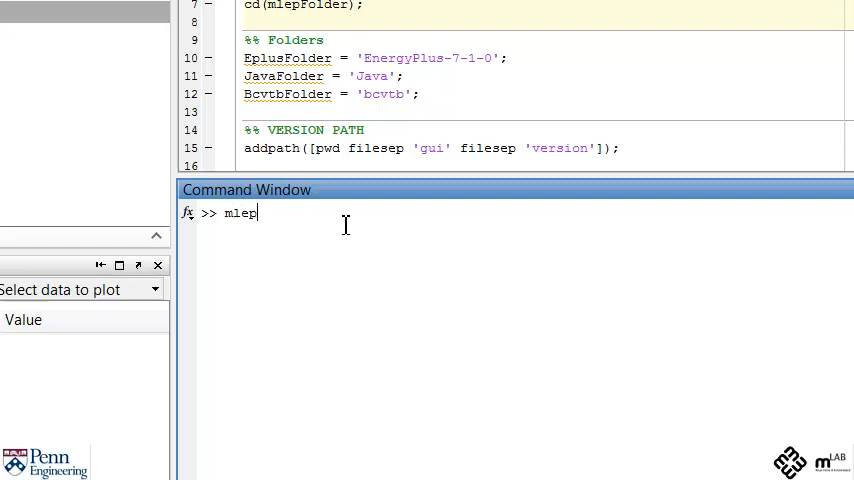 7 — cd(mlepFolder);
8
9 %% Folders
10 — EplusFolder = 'EnergyPlus-7-1-0';
11 — JavaFolder = 'Java';
12 — BcvtbFolder = 'bcvtb';
13
14 %% VERSION PATH
15 — addpath([pwd filesep 'gui' filesep 'version']);
16
Command Window
fx >> mlep
Select data to plot
Value
Penn
Engineering
mLAB